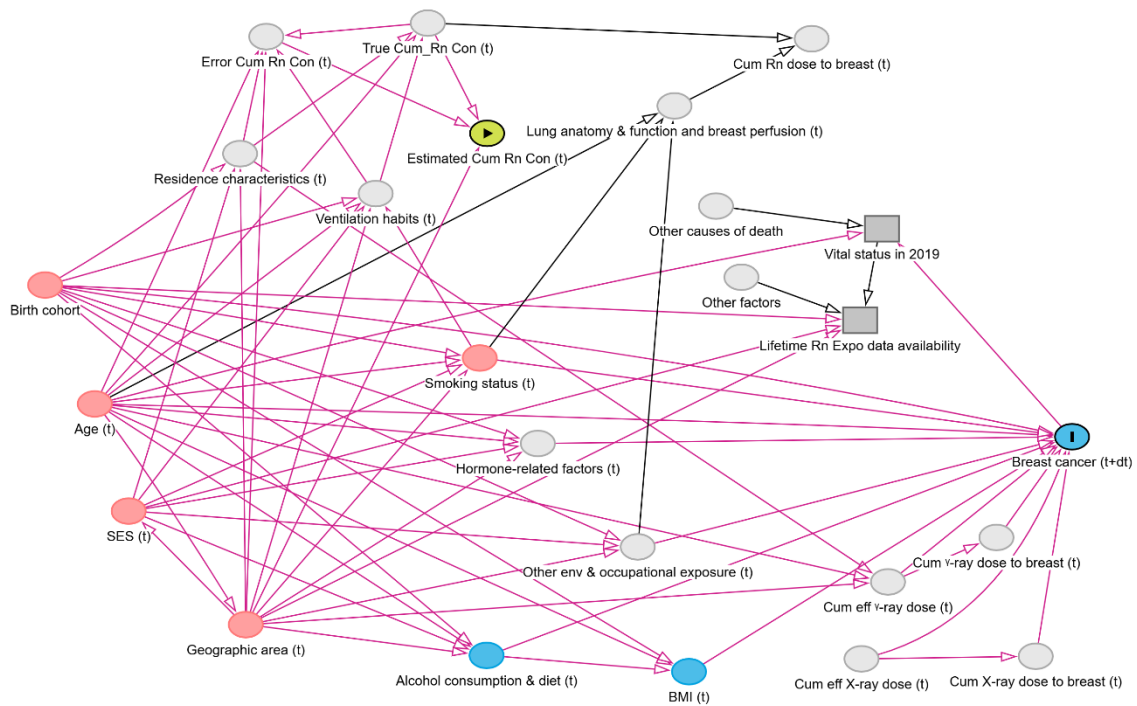 True Cum_Rn Con (t)
Error Cum Rn Con (t)
Cum Rn dose to breast (t)
Lung anatomy & function and breast perfusion (t)
Estimated Cum Rn Con (t)
Residence characteristics (t)
Ventilation habits (t)
Other causes of death
Vital status in 2019
Birth cohort
Other factors
Lifetime Rn Expo data availability
Smoking status (t)
Age (t)
Hormone-related factors (t)
Breast cancer (t+dt)
SES (t)
Other env & occupational exposure (t)
Cum γ-ray dose to breast (t)
Cum eff γ-ray dose (t)
Geographic area (t)
Alcohol consumption & diet (t)
BMI (t)
Cum eff X-ray dose (t)
Cum X-ray dose to breast (t)